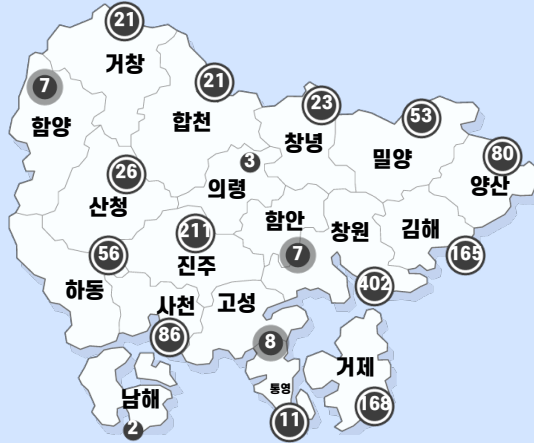 21
거창
7
함양
21
합천
23
창녕
53
밀양
80
양산
26
산청
3
의령
211
진주
함안
7
창원
402
김해
165
56
하동
사천
86
고성
8
통영
11
거제
168
남해
2